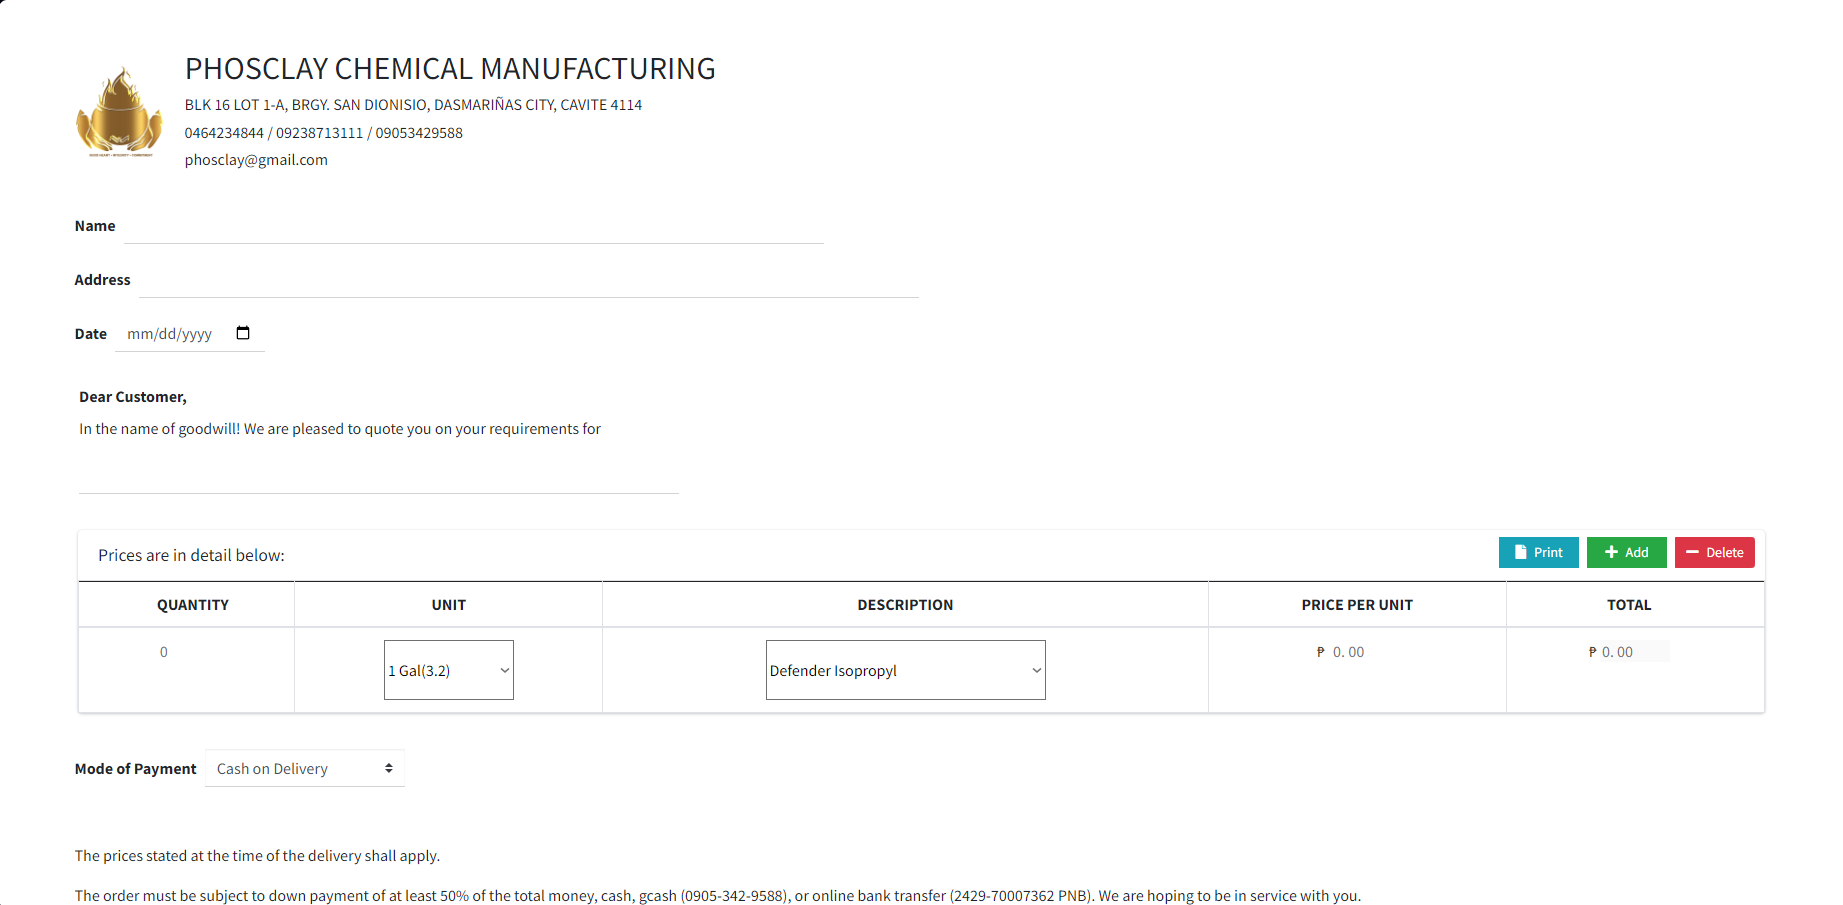 PHOSCLAY CHEMICAL MANUFACTURING
BLK 16 LOT 1-A, BRGY. SAN DIONISIO, DASMARIÑAS CITY, CAVITE 4114
0464234844 / 09238713111 / 09053429588
phosclay@gmail.com
Name
Address
Date mm/dd/yyyy
Dear Customer,
In the name of goodwill! We are pleased to quote you on your requirements for
Prices are in detail below: Print Add Delete
QUANTITY UNIT DESCRIPTION PRICE PER UNIT TOTAL
0 1 Gal(3.2) Defender Isopropyl ₱ 0. 00 ₱ 0. 00
Mode of Payment Cash on Delivery
The prices stated at the time of the delivery shall apply.
The order must be subject to down payment of at least 50% of the total money, cash, gcash (0905-342-9588), or online bank transfer (2429-70007362 PNB). We are hoping to be in service with you.